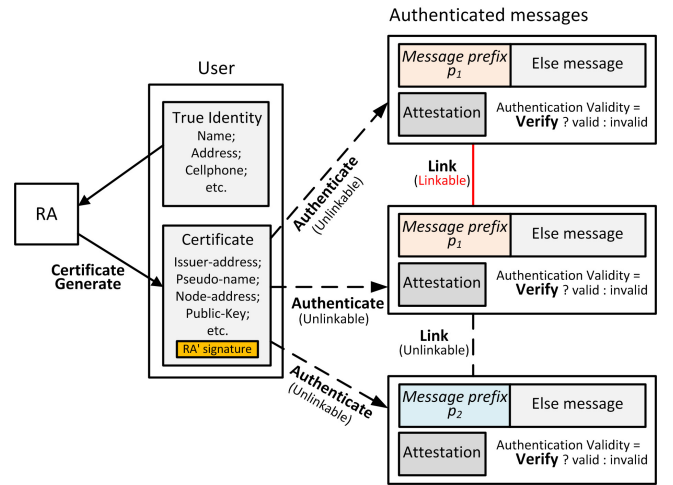 Authenticated messages
User
True Identity
Name;
Address;
Cellphone;
etc.
RA
Certificate
Generate
Certificate
Issuer-address;
Pseudo-name;
Node-address;
Public-Key;
etc.
RA' signature
Authenticate
(Unlinkable)
Authenticate
(Unlinkable)
Authenticate
(Unlinkable)
Message prefix
p1
Else message
Attestation
Authentication Validity =
Verify ? valid : invalid
Link
(Linkable)
Message prefix
p1
Else message
Attestation
Authentication Validity =
Verify ? valid : invalid
Link
(Unlinkable)
Message prefix
p2
Else message
Attestation
Authentication Validity =
Verify ? valid : invalid